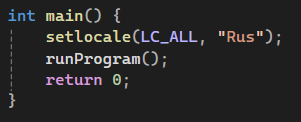 int main() {
    setlocale(LC_ALL, "Rus");
    runProgram();
    return 0;
}